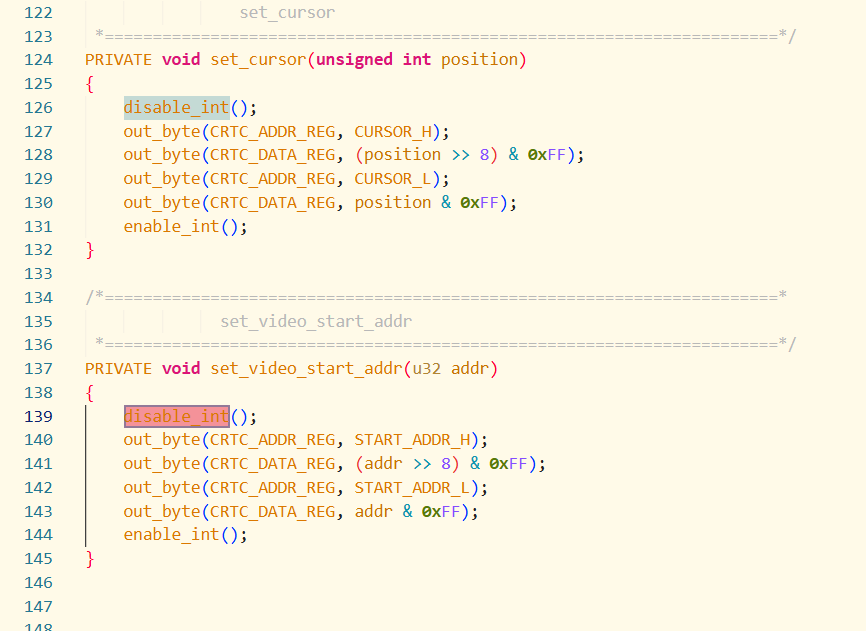 122 set_cursor
123 *======================================================================*/
124 PRIVATE void set_cursor(unsigned int position)
125 {
126 disable_int();
127 out_byte(CRTC_ADDR_REG, CURSOR_H);
128 out_byte(CRTC_DATA_REG, (position >> 8) & 0xFF);
129 out_byte(CRTC_ADDR_REG, CURSOR_L);
130 out_byte(CRTC_DATA_REG, position & 0xFF);
131 enable_int();
132 }
133
134 /*======================================================================*
135 set_video_start_addr
136 *======================================================================*/
137 PRIVATE void set_video_start_addr(u32 addr)
138 {
139 disable_int();
140 out_byte(CRTC_ADDR_REG, START_ADDR_H);
141 out_byte(CRTC_DATA_REG, (addr >> 8) & 0xFF);
142 out_byte(CRTC_ADDR_REG, START_ADDR_L);
143 out_byte(CRTC_DATA_REG, addr & 0xFF);
144 enable_int();
145 }
146
147
148